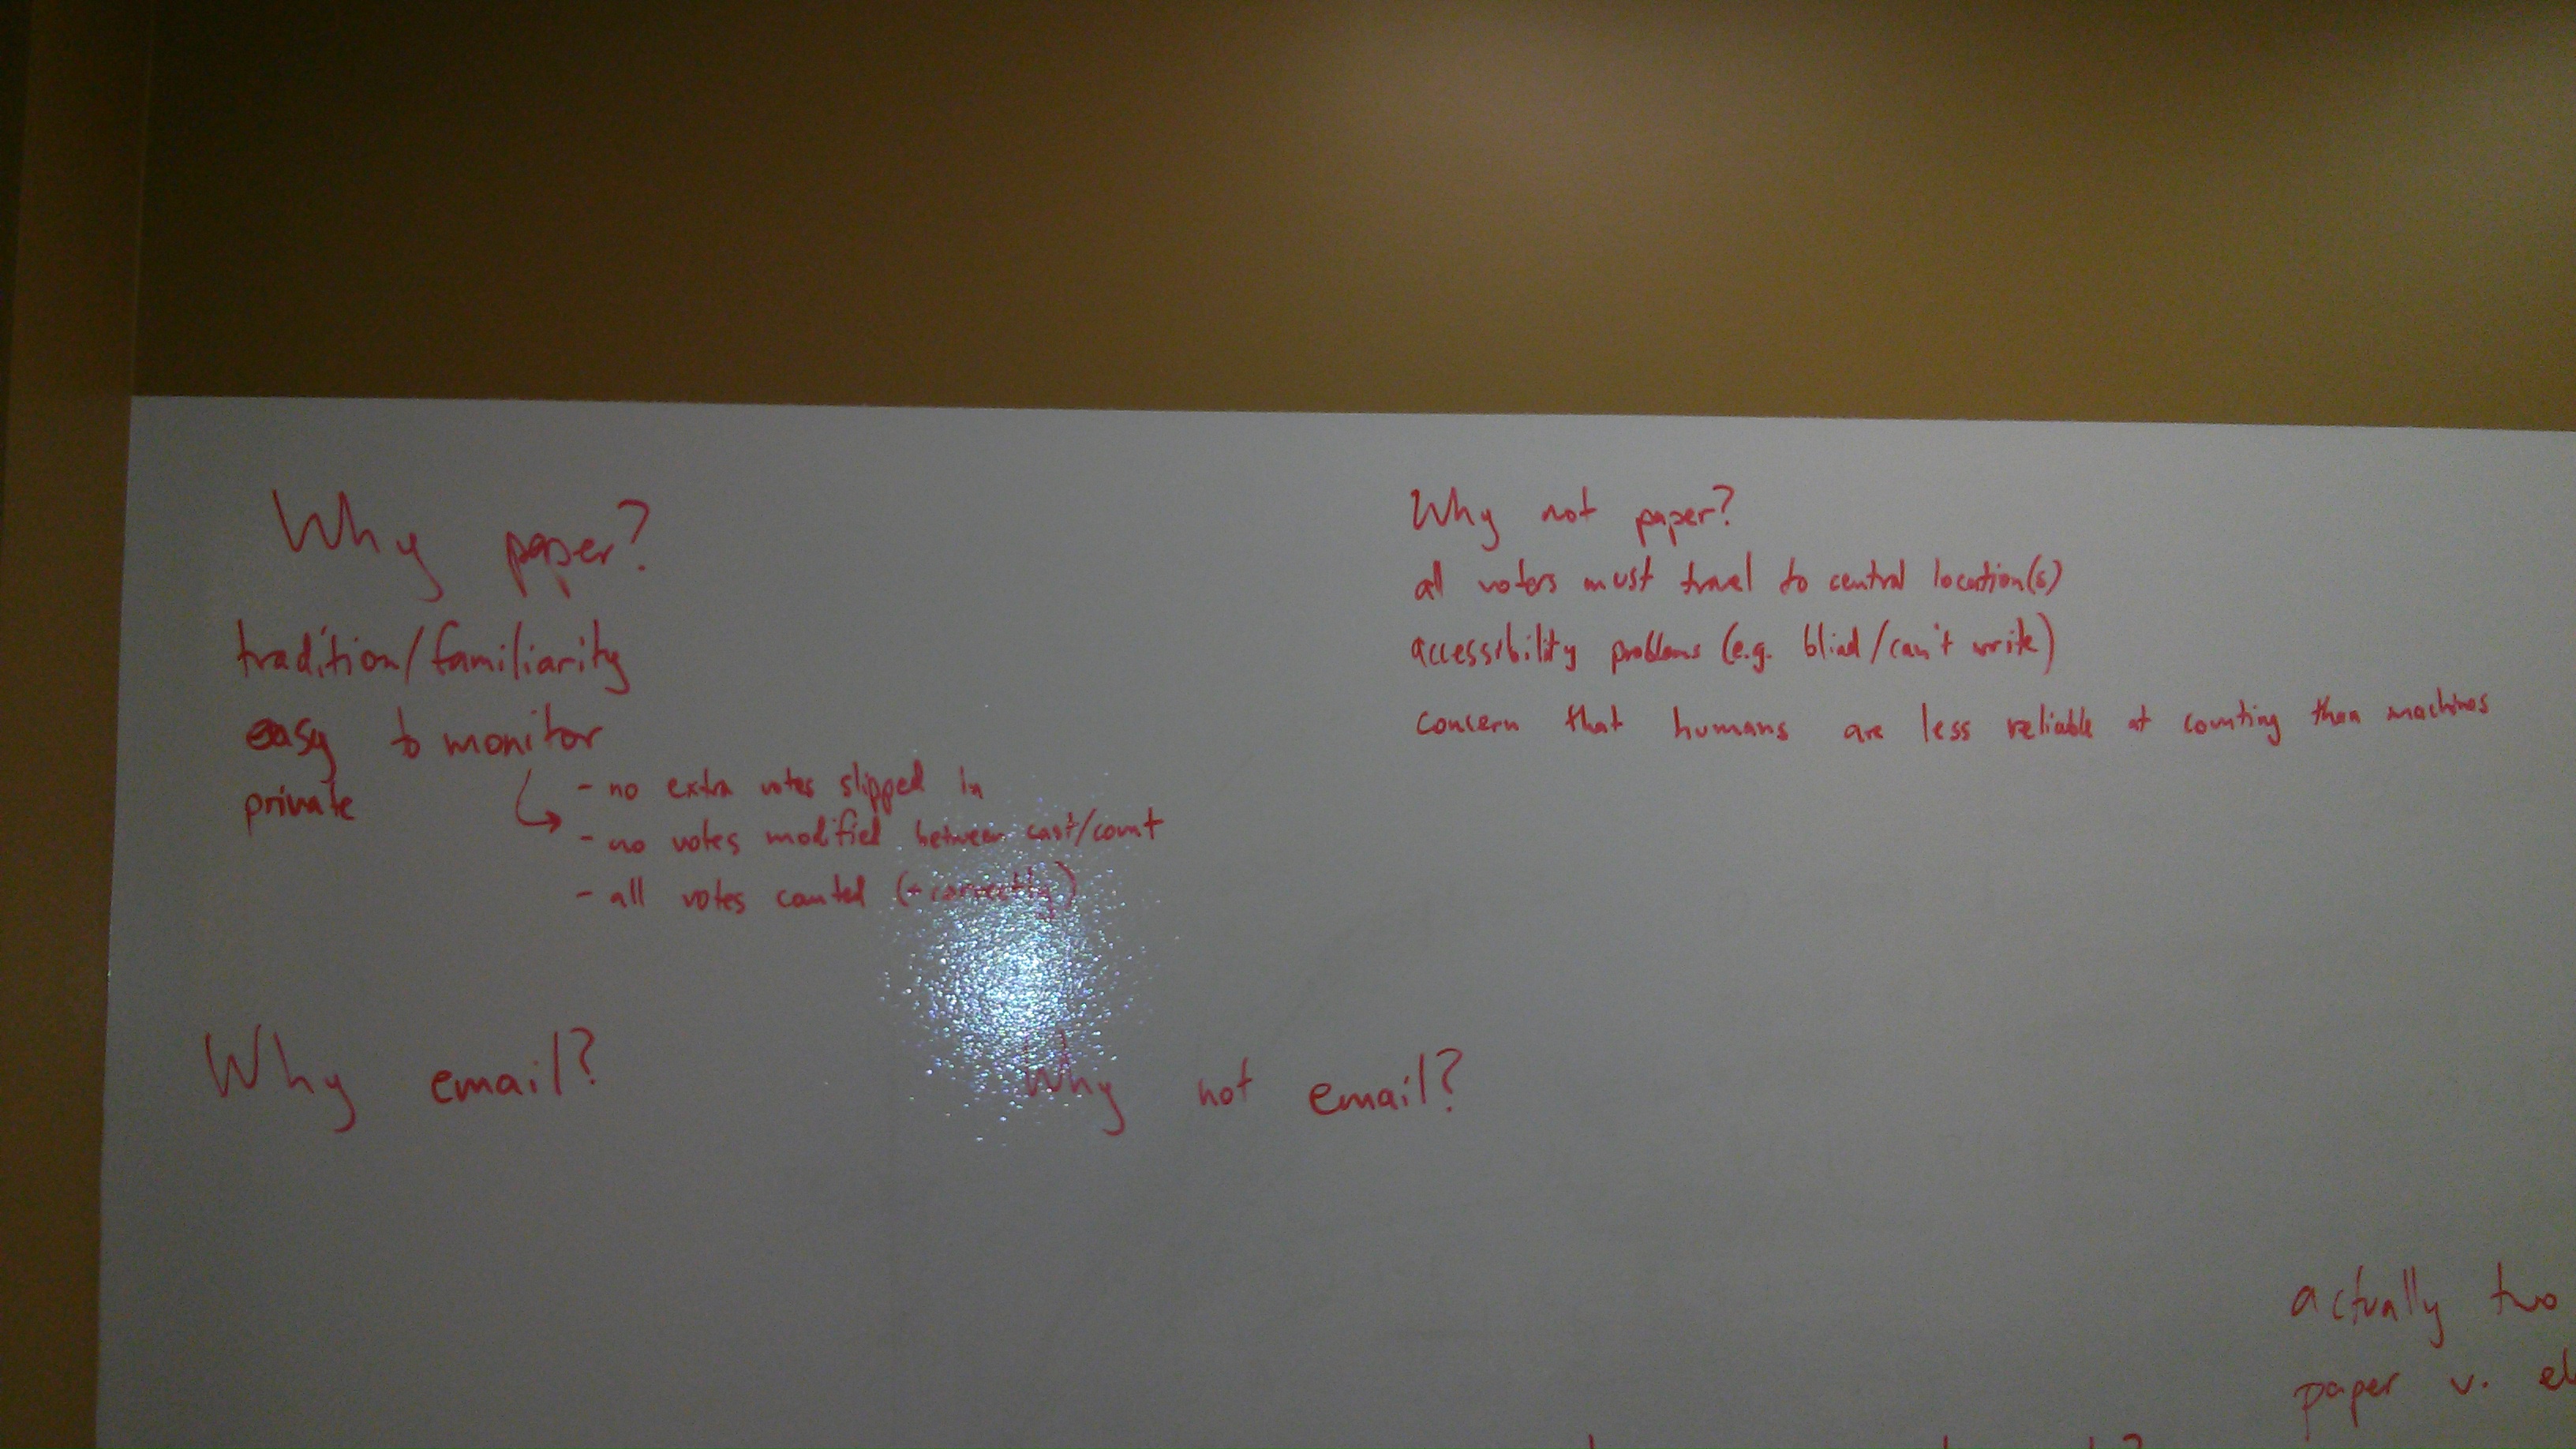 Why paper?
tradition/familiarity
easy to monitor
private
- no extra votes slipped in
- no votes modified between cast/count
- all votes counted (+ correctly)
Why not paper?
all voters must travel to central location(s)
accessibility problems (e.g. blind/can't write)
concern that humans are less reliable at counting than machines
Why email?
Why not email?
actually two
paper v. el